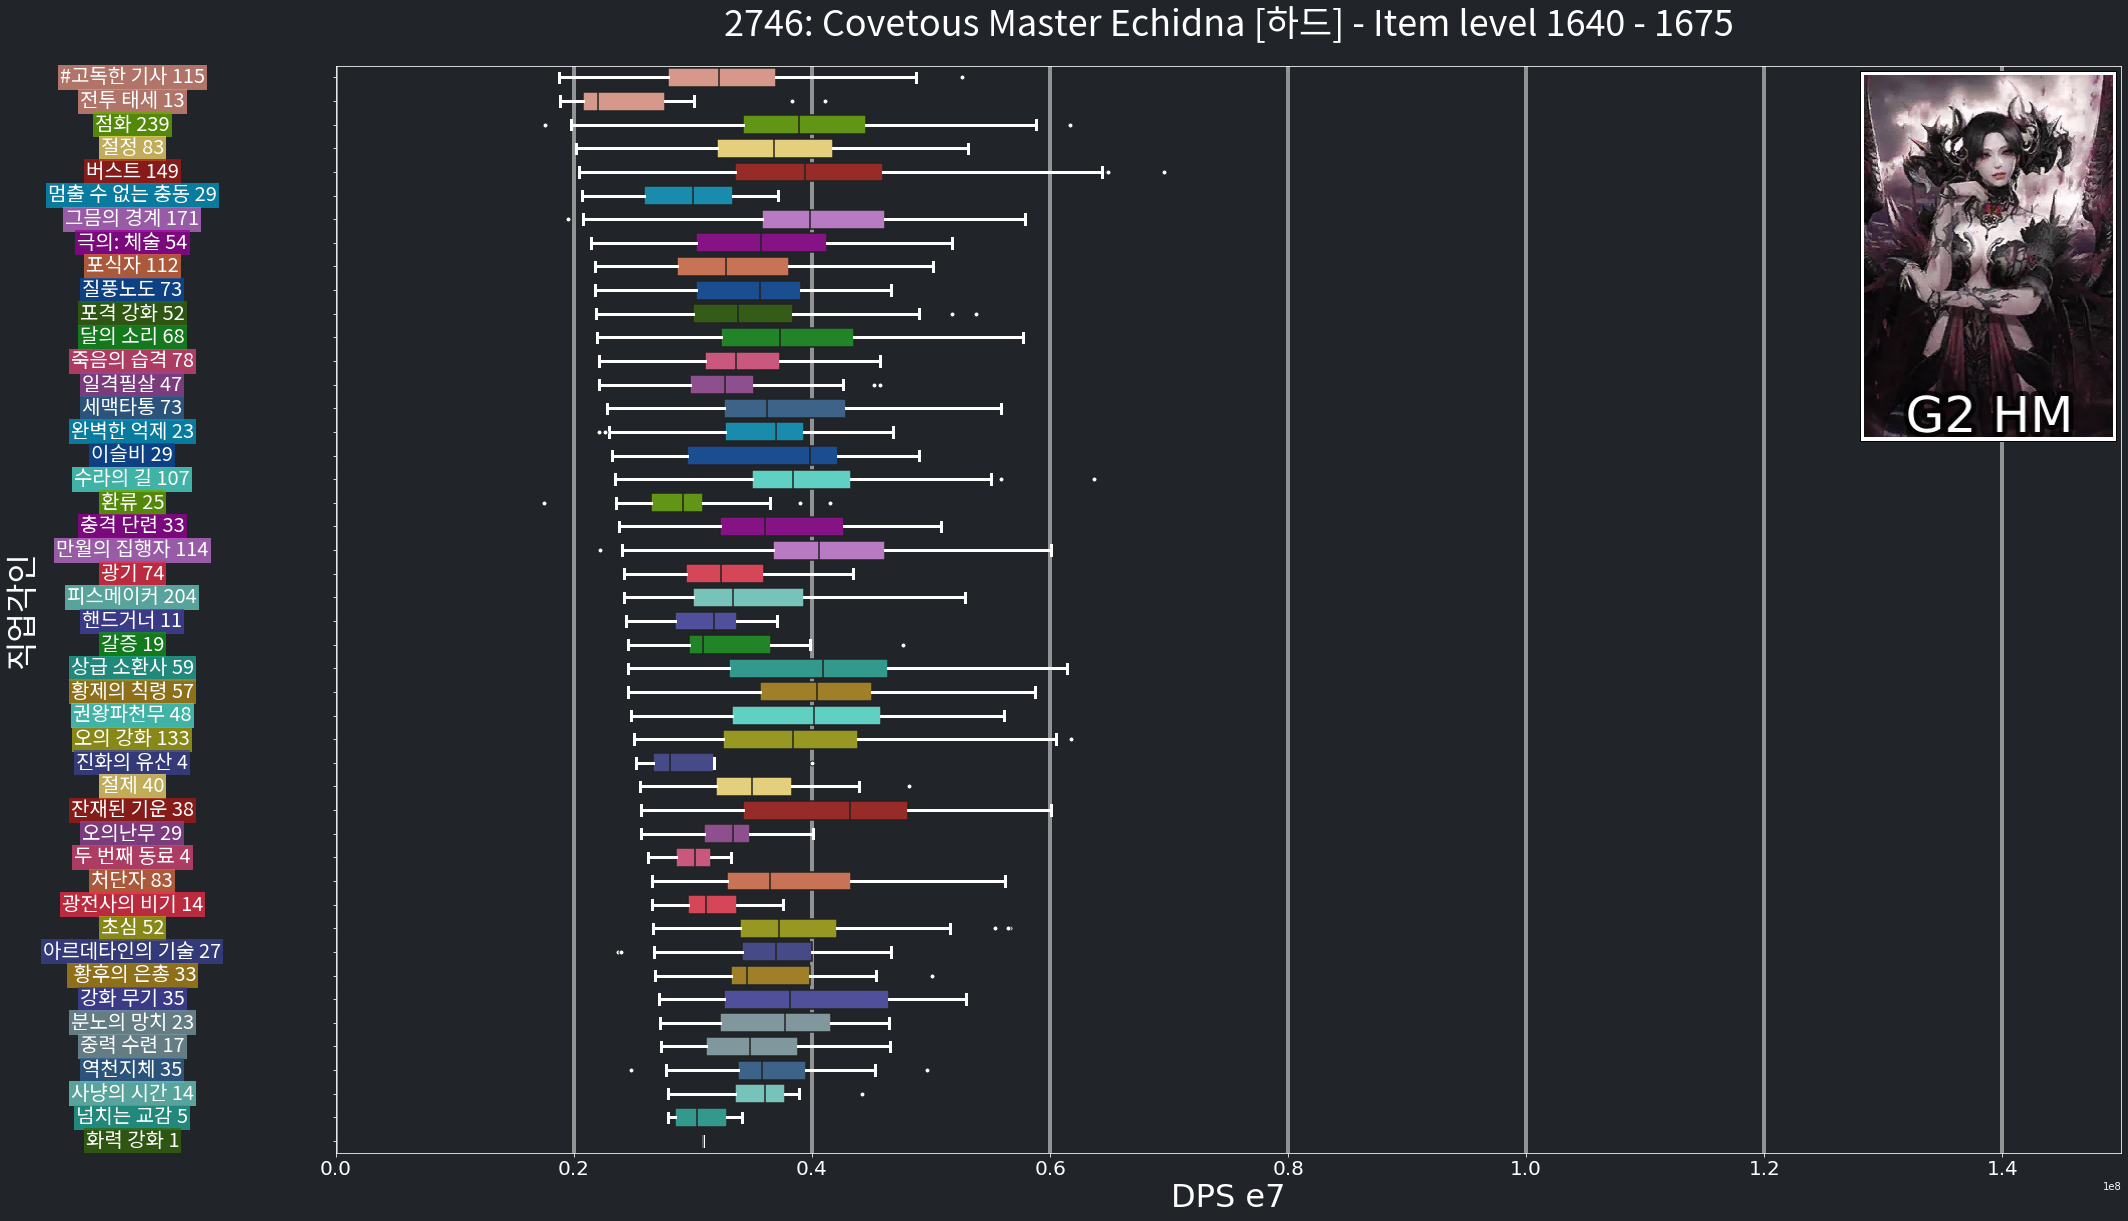 2746: Covetous Master Echidna [하드] - Item level 1640 - 1675
#고독한 기사 115
전투 태세 13
점화 239
절정 83
버스트 149
멈출 수 없는 충동 29
그믐의 경계 171
극의: 체술 54
포식자 112
질풍노도 73
포격 강화 52
달의 소리 68
죽음의 습격 78
일격필살 47
세맥타통 73
완벽한 억제 23
이슬비 29
수라의 길 107
환류 25
충격 단련 33
만월의 집행자 114
광기 74
피스메이커 204
핸드거너 11
갈증 19
상급 소환사 59
황제의 칙령 57
권왕파천무 48
오의 강화 133
진화의 유산 4
절제 40
잔재된 기운 38
오의난무 29
두 번째 동료 4
처단자 83
광전사의 비기 14
초심 52
아르데타인의 기술 27
황후의 은총 33
강화 무기 35
분노의 망치 23
중력 수련 17
역천지체 35
사냥의 시간 14
넘치는 교감 5
화력 강화 1
직업각인
G2 HM
0.0 0.2 0.4 0.6 0.8 1.0 1.2 1.4
1e8
DPS e7